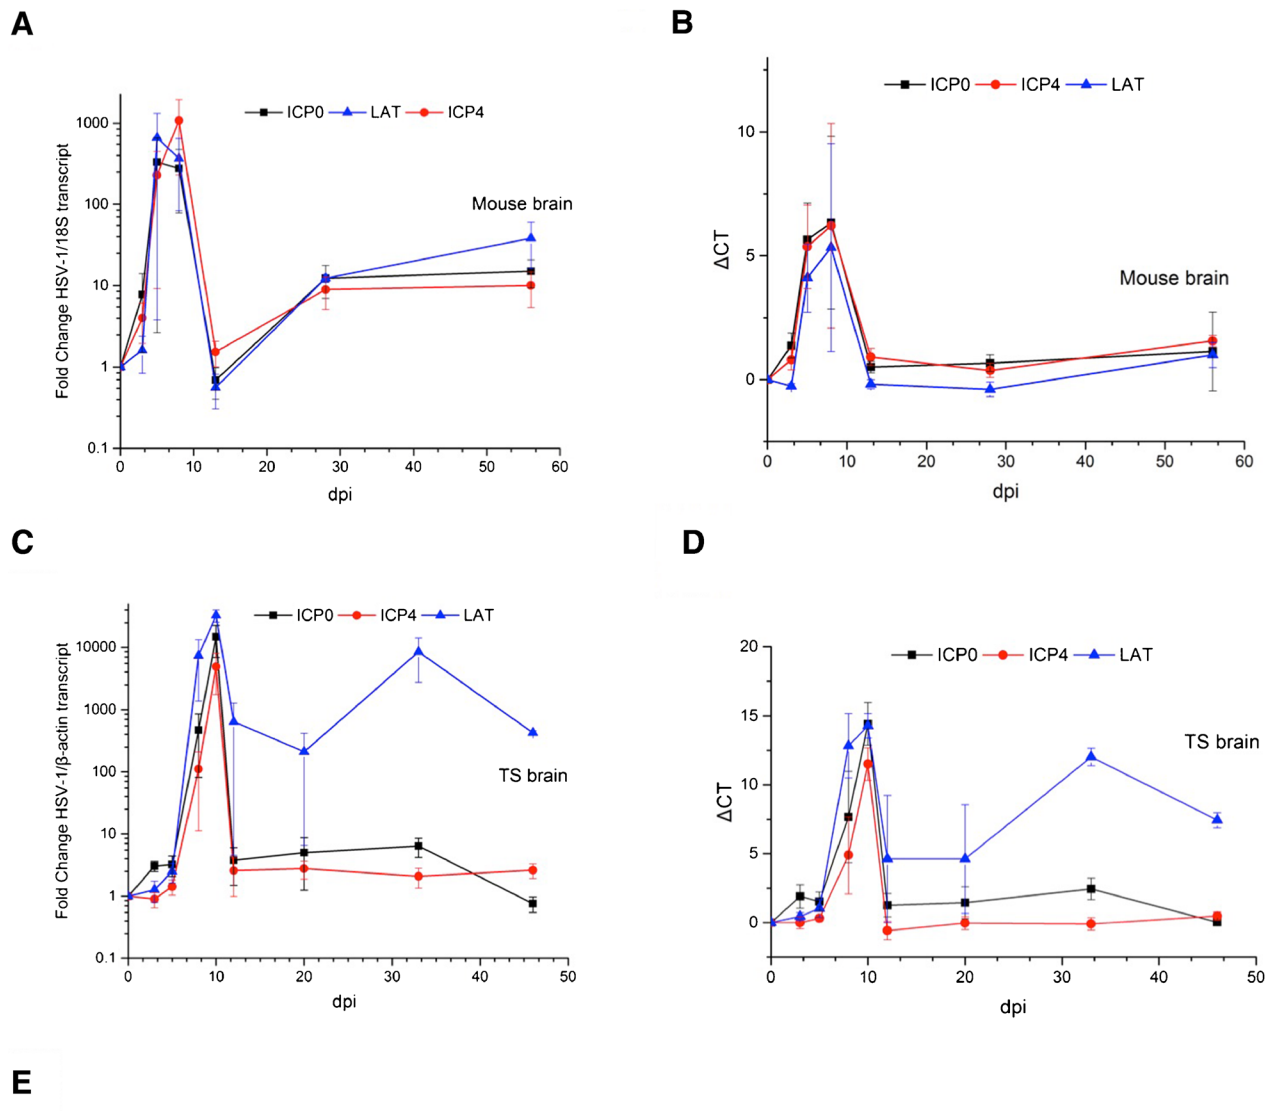 A
B
ICP0 LAT ICP4
Mouse brain
Fold Change HSV-1/18S transcript
1000
100
10
1
0.1
0 10 20 30 40 50 60
dpi
ICP0 ICP4 LAT
Mouse brain
ΔCT
10
5
0
0 10 20 30 40 50 60
dpi
C
D
ICP0 ICP4 LAT
TS brain
Fold Change HSV-1/β-actin transcript
10000
1000
100
10
1
0.1
0 10 20 30 40 50
dpi
ICP0 ICP4 LAT
TS brain
ΔCT
20
15
10
5
0
0 10 20 30 40 50
dpi
E